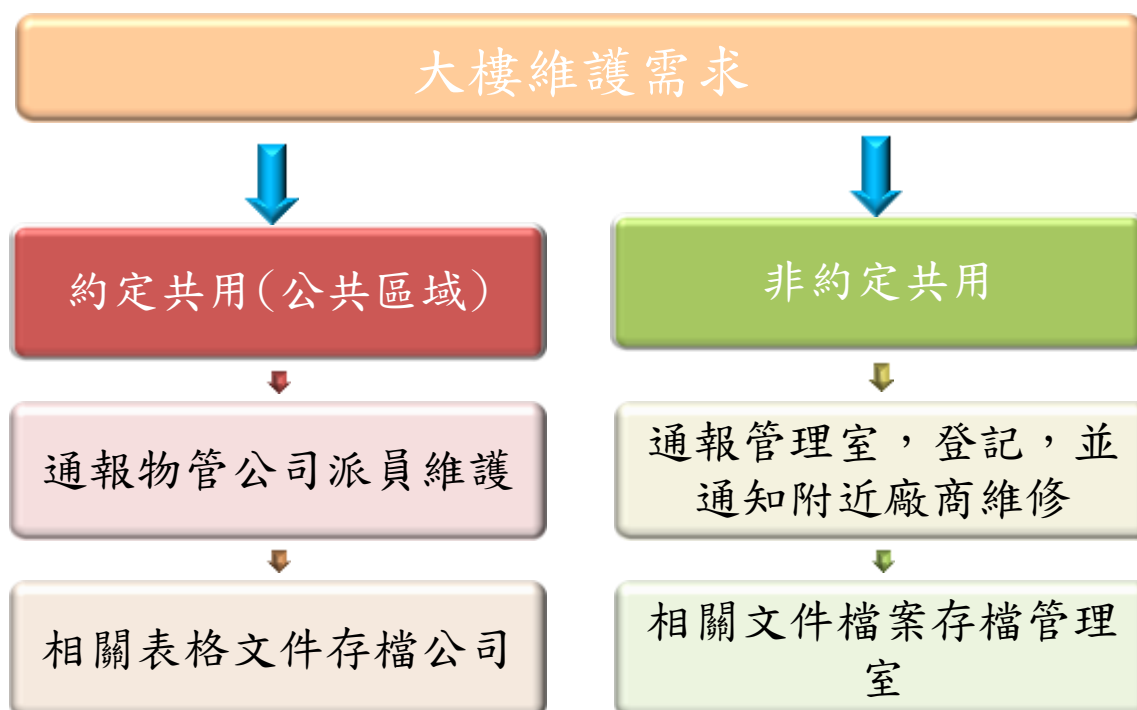 大樓維護需求
約定共用(公共區域)
通報物管公司派員維護
相關表格文件存檔公司
非約定共用
通報管理室，登記，並
通知附近廠商維修
相關文件檔案存檔管理
室